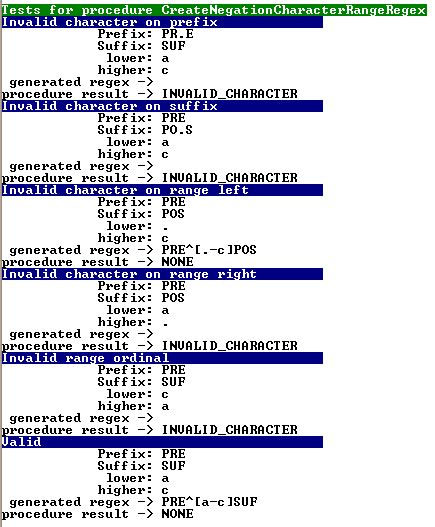 Tests for procedure CreateNegationCharacterRangeRegex
Invalid character on prefix
Prefix: PR.E
Suffix: SUF
lower: a
higher: c
generated regex ->
procedure result -> INVALID_CHARACTER
Invalid character on suffix
Prefix: PRE
Suffix: PO.S
lower: a
higher: c
generated regex ->
procedure result -> INVALID_CHARACTER
Invalid character on range left
Prefix: PRE
Suffix: POS
lower: .
higher: c
generated regex -> PRE^[.-c]POS
procedure result -> NONE
Invalid character on range right
Prefix: PRE
Suffix: POS
lower: a
higher: .
generated regex ->
procedure result -> INVALID_CHARACTER
Invalid range ordinal
Prefix: PRE
Suffix: SUF
lower: c
higher: a
generated regex ->
procedure result -> INVALID_CHARACTER
Valid
Prefix: PRE
Suffix: SUF
lower: a
higher: c
generated regex -> PRE^[a-c]SUF
procedure result -> NONE